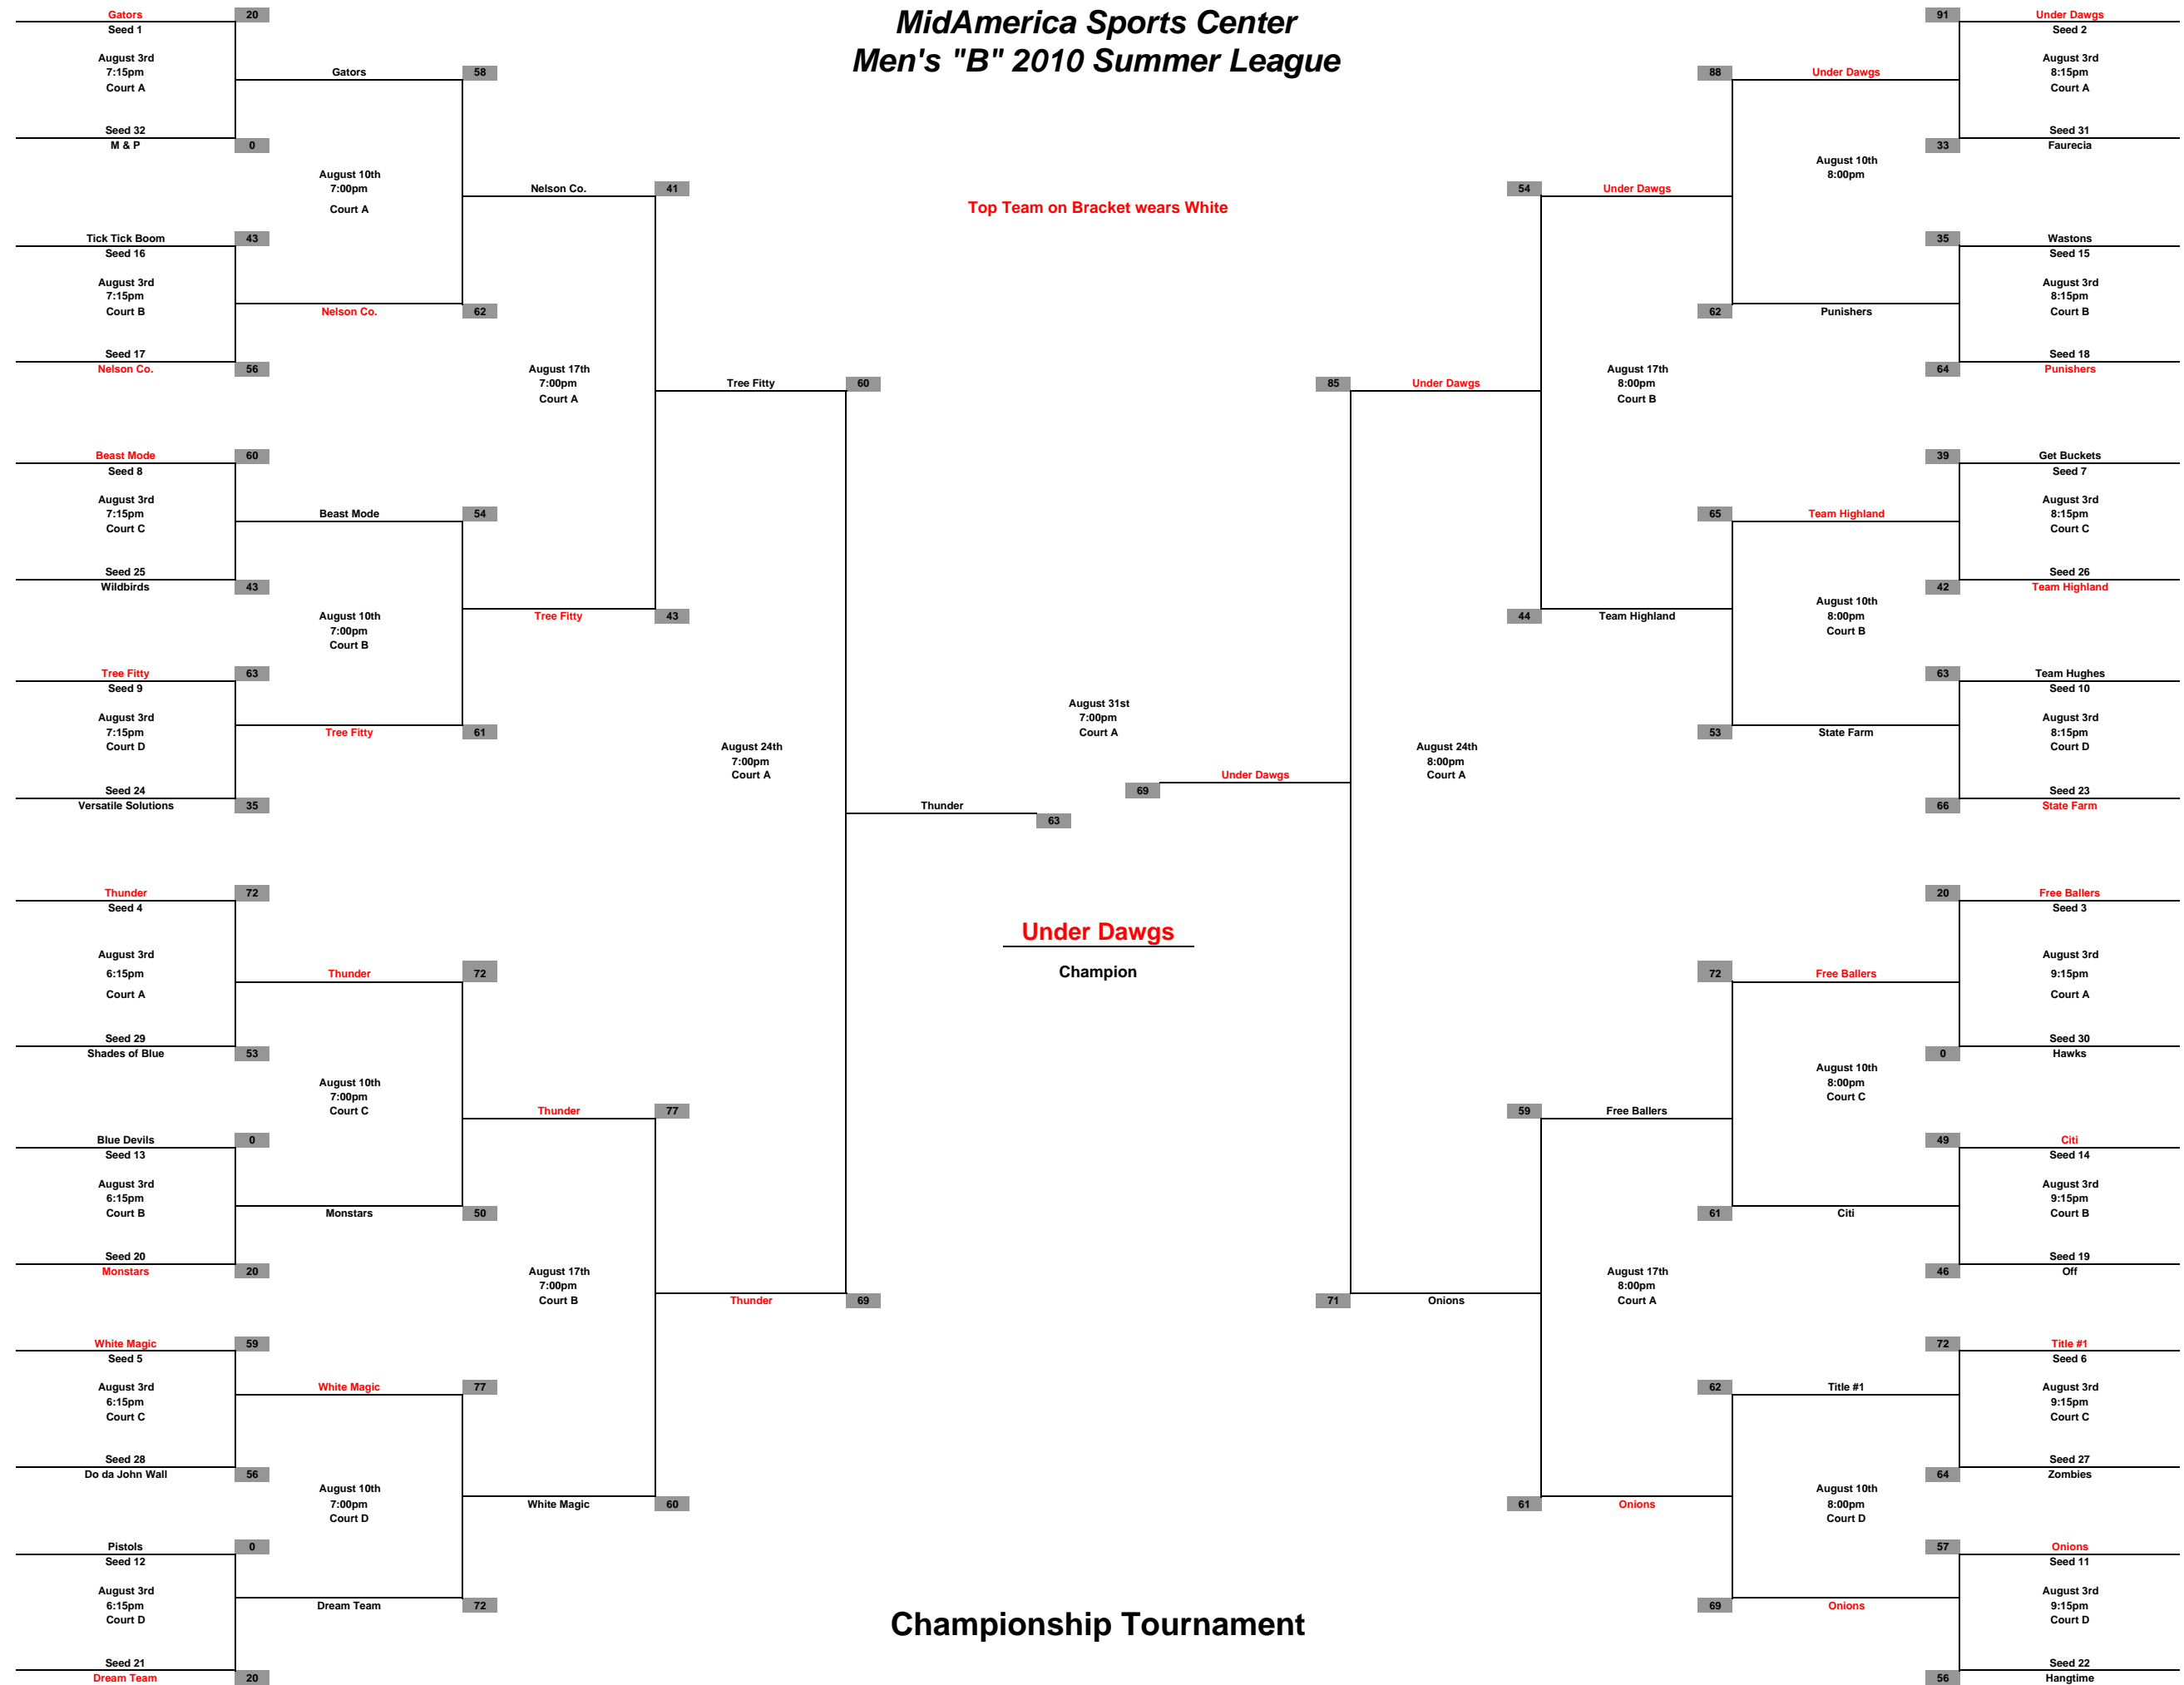 MidAmerica Sports Center
Men's "B" 2010 Summer League
Top Team on Bracket wears White
Gators 20
Seed 1
August 3rd
7:15pm
Court A
Seed 32
M & P 0
Gators 58
August 10th
7:00pm
Court A
Tick Tick Boom 43
Seed 16
August 3rd
7:15pm
Court B
Seed 17
Nelson Co. 56
Nelson Co. 62
Nelson Co. 41
August 17th
7:00pm
Court A
Beast Mode 60
Seed 8
August 3rd
7:15pm
Court C
Seed 25
Wildbirds 43
Beast Mode 54
August 10th
7:00pm
Court B
Tree Fitty 63
Seed 9
August 3rd
7:15pm
Court D
Seed 24
Versatile Solutions 35
Tree Fitty 61
Tree Fitty 43
Tree Fitty 60
August 24th
7:00pm
Court A
Thunder 72
Seed 4
August 3rd
6:15pm
Court A
Seed 29
Shades of Blue 53
Thunder 72
August 10th
7:00pm
Court C
Blue Devils 0
Seed 13
August 3rd
6:15pm
Court B
Seed 20
Monstars 20
Monstars 50
Thunder 77
August 17th
7:00pm
Court B
White Magic 59
Seed 5
August 3rd
6:15pm
Court C
Seed 28
Do da John Wall 56
White Magic 77
August 10th
7:00pm
Court D
Pistols 0
Seed 12
August 3rd
6:15pm
Court D
Seed 21
Dream Team 20
Dream Team 72
White Magic 60
Thunder 69
Thunder 63
August 31st
7:00pm
Court A
69 Under Dawgs
Under Dawgs
Champion
91 Under Dawgs
Seed 2
August 3rd
8:15pm
Court A
Seed 31
33 Faurecia
88 Under Dawgs
August 10th
8:00pm
35 Wastons
Seed 15
August 3rd
8:15pm
Court B
Seed 18
64 Punishers
62 Punishers
54 Under Dawgs
August 17th
8:00pm
Court B
39 Get Buckets
Seed 7
August 3rd
8:15pm
Court C
Seed 26
42 Team Highland
65 Team Highland
August 10th
8:00pm
Court B
63 Team Hughes
Seed 10
August 3rd
8:15pm
Court D
Seed 23
66 State Farm
53 State Farm
44 Team Highland
85 Under Dawgs
August 24th
8:00pm
Court A
20 Free Ballers
Seed 3
August 3rd
9:15pm
Court A
Seed 30
0 Hawks
72 Free Ballers
August 10th
8:00pm
Court C
49 Citi
Seed 14
August 3rd
9:15pm
Court B
Seed 19
46 Off
61 Citi
59 Free Ballers
August 17th
8:00pm
Court A
72 Title #1
Seed 6
August 3rd
9:15pm
Court C
Seed 27
64 Zombies
62 Title #1
August 10th
8:00pm
Court D
57 Onions
Seed 11
August 3rd
9:15pm
Court D
Seed 22
56 Hangtime
69 Onions
61 Onions
71 Onions
Championship Tournament